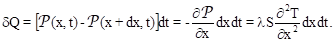 δQ = [𝒫(x, t) - 𝒫(x + dx, t)]dt = - ∂𝒫/∂x dx dt = λS ∂²T/∂x² dx dt.